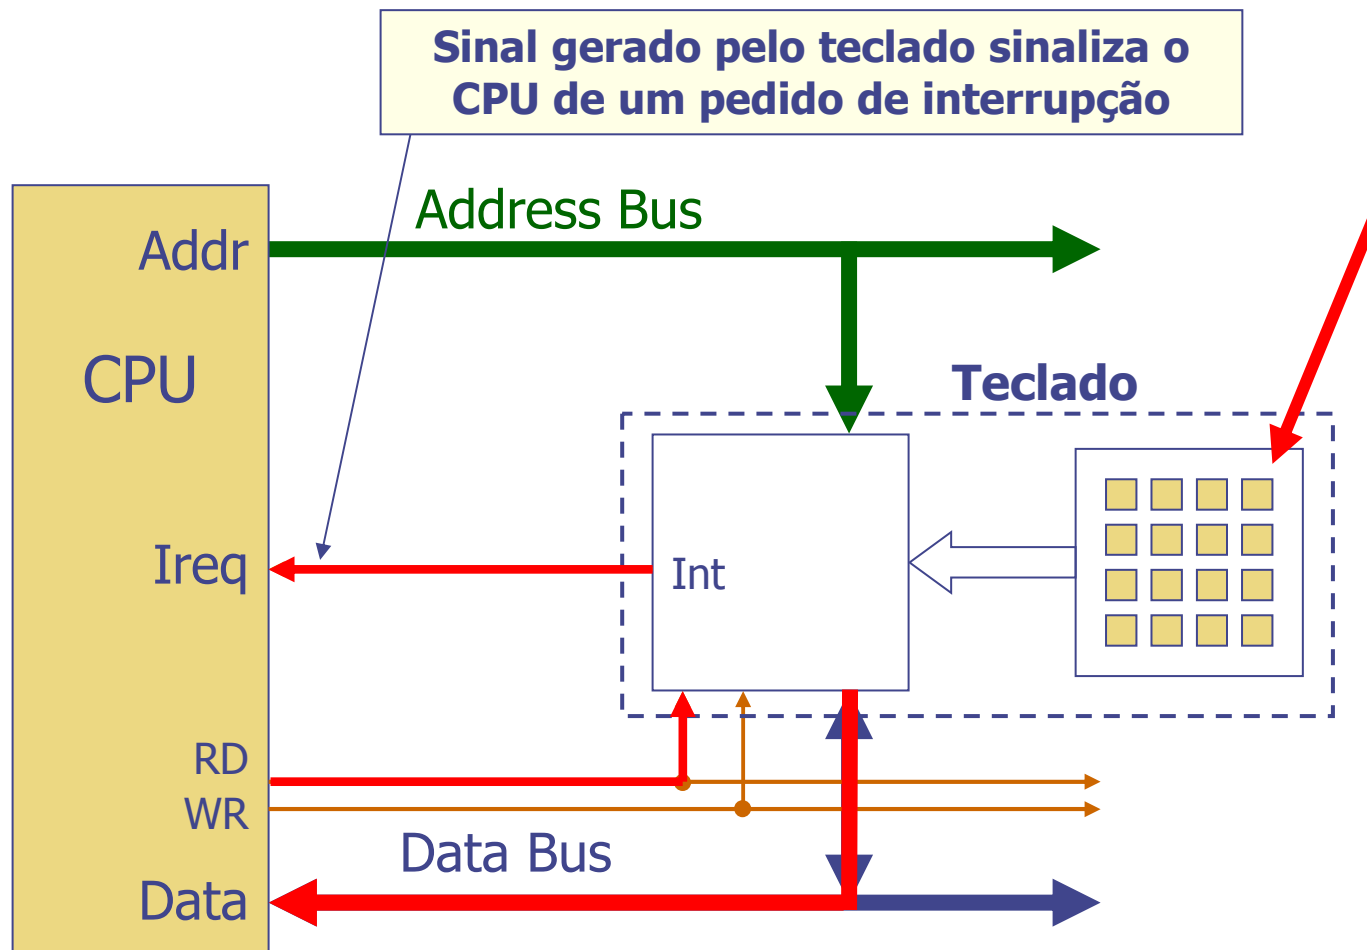 Sinal gerado pelo teclado sinaliza o
CPU de um pedido de interrupção
Address Bus
Addr
CPU
Teclado
Ireq
Int
RD
WR
Data Bus
Data